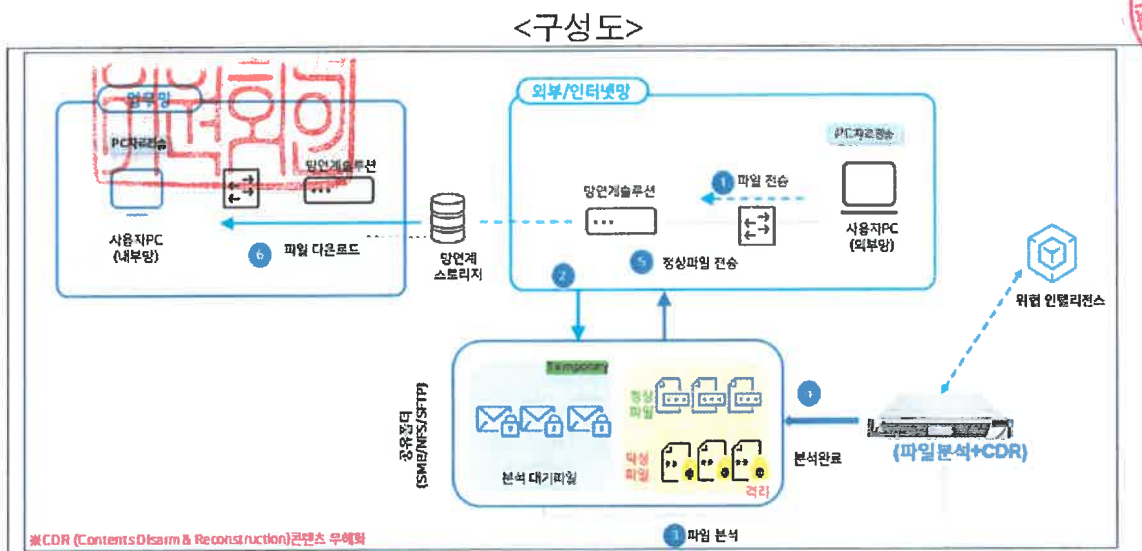 <구성도>
업무망
외부/인터넷망
PC자료전송
PC자료전송
망연계솔루션
망연계솔루션
1 파일 전송
사용자PC
(내부망)
6 파일 다운로드
망연계
스토리지
사용자PC
(외부망)
5 정상파일 전송
2
위협 인텔리전스
Temporary
정상
파일
공유폴더
(SMB/NFS/SFTP)
악성
파일
분석 대기파일
격리
분석완료
(파일분석+CDR)
3 파일 분석
※CDR (Contents Disarm & Reconstruction)콘텐츠 무해화